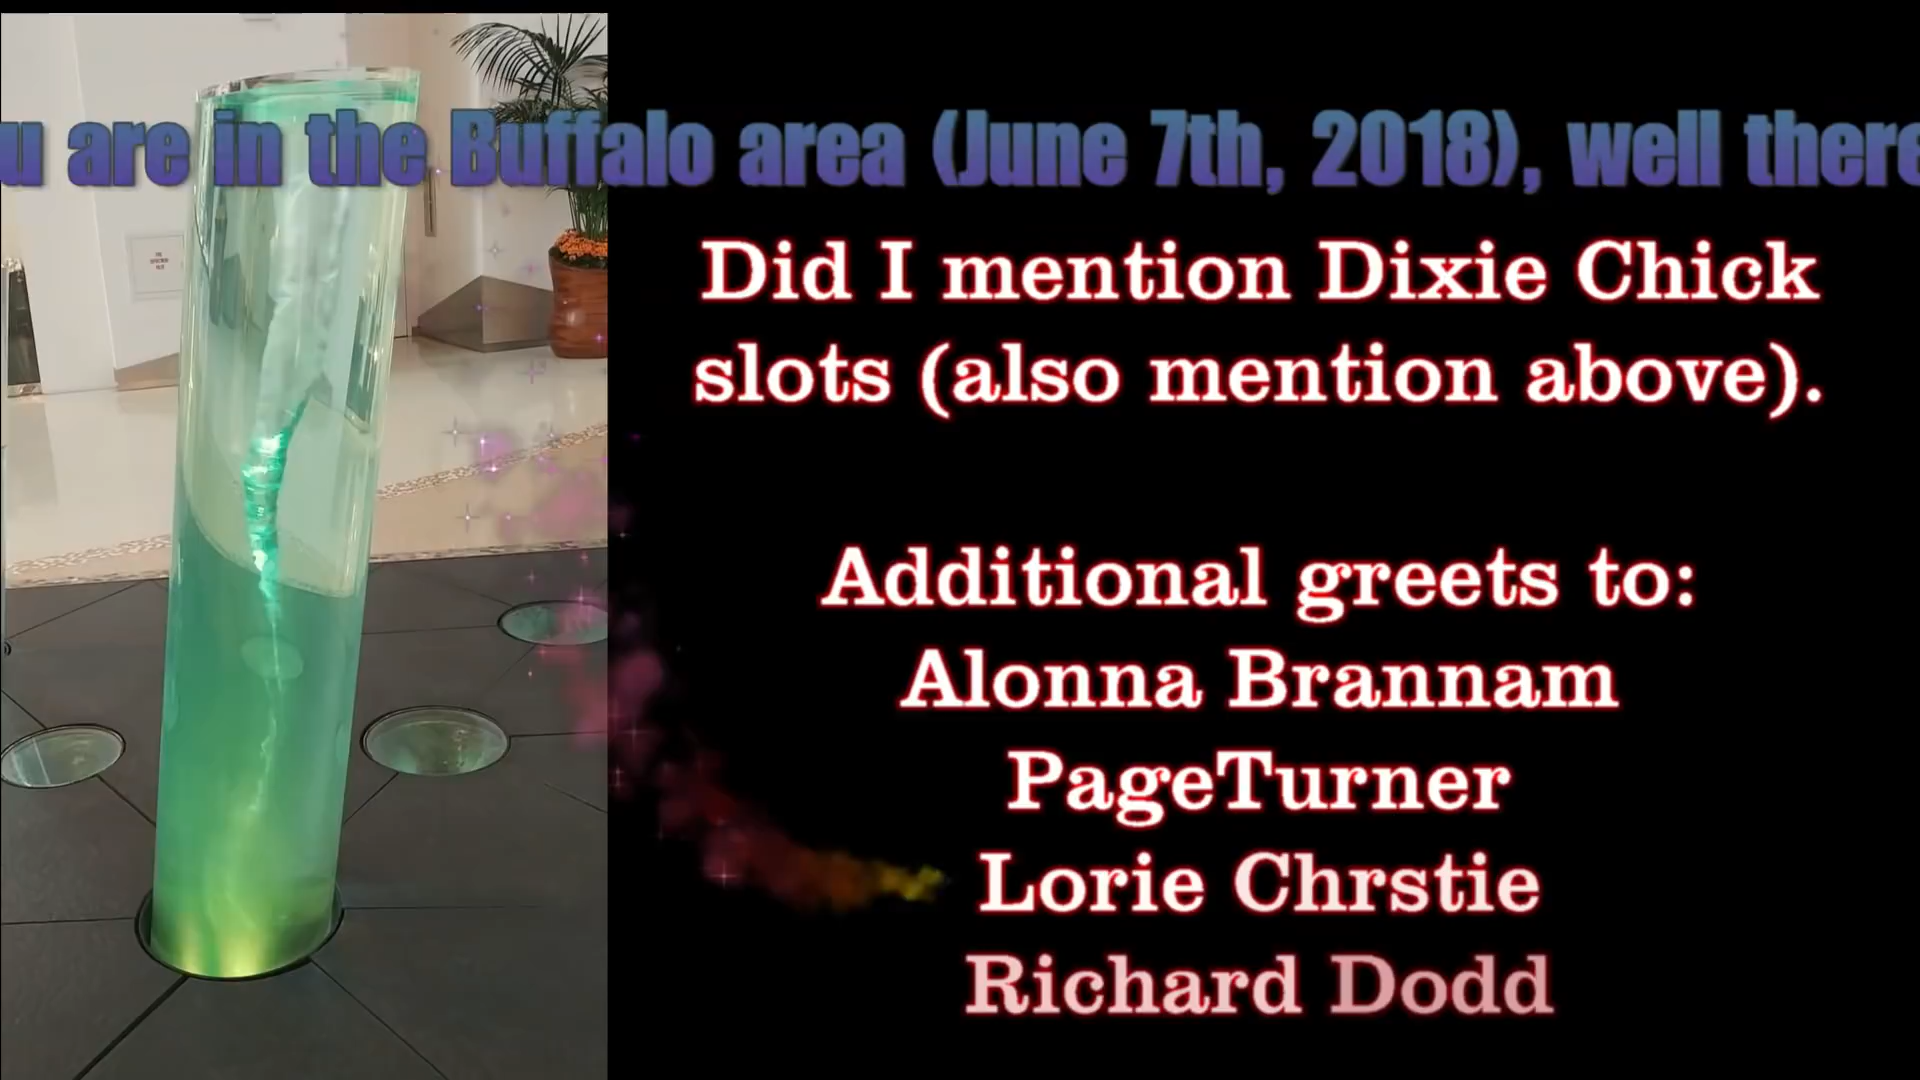 u are in the Buffalo area (June 7th, 2018), well there
Did I mention Dixie Chick
slots (also mention above).
Additional greets to:
Alonna Brannam
PageTurner
Lorie Chrstie
Richard Dodd